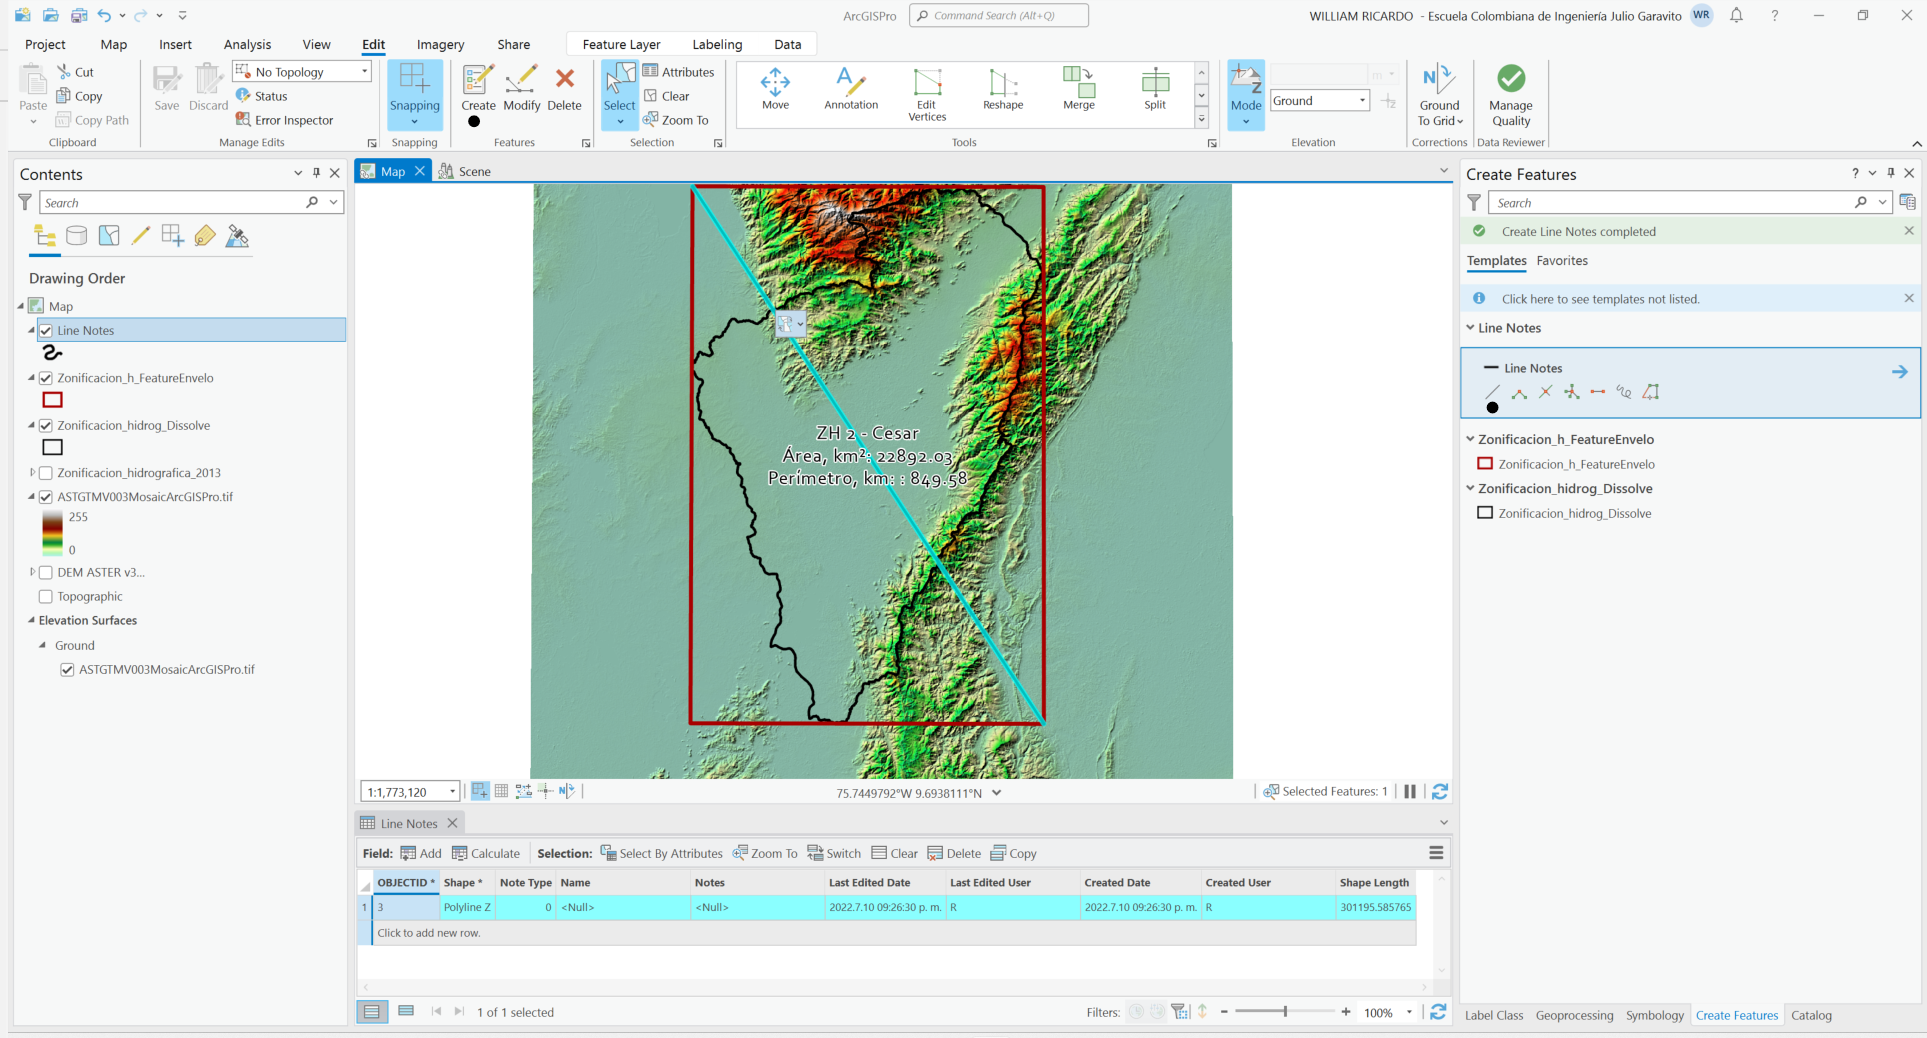 ArcGISPro
Command Search (Alt+Q)
WILLIAM RICARDO - Escuela Colombiana de Ingeniería Julio Garavito
WR
?
Project Map Insert Analysis View Edit Imagery Share Feature Layer Labeling Data
Paste
Cut
Copy
Copy Path
Clipboard
Save
Discard
No Topology
Status
Error Inspector
Manage Edits
Snapping
Snapping
Create
Modify
Delete
Features
Select
Attributes
Clear
Zoom To
Selection
Move
Annotation
Edit
Vertices
Reshape
Merge
Split
Tools
Mode
m
Ground
Elevation
Ground
To Grid
Corrections
Manage
Quality
Data Reviewer
Contents
Search
Drawing Order
Map
Line Notes
Zonificacion_h_FeatureEnvelo
Zonificacion_hidrog_Dissolve
Zonificacion_hidrografica_2013
ASTGTMV003MosaicArcGISPro.tif
255
0
DEM ASTER v3...
Topographic
Elevation Surfaces
Ground
ASTGTMV003MosaicArcGISPro.tif
Map
Scene
ZH 2 - Cesar
Área, km²: 22892.03
Perímetro, km: : 849.58
1:1,773,120
75.7449792°W 9.6938111°N
Selected Features: 1
Line Notes
Field: Add Calculate Selection: Select By Attributes Zoom To Switch Clear Delete Copy
OBJECTID * Shape * Note Type Name Notes Last Edited Date Last Edited User Created Date Created User Shape Length
1 3 Polyline Z 0 <Null> <Null> 2022.7.10 09:26:30 p. m. R 2022.7.10 09:26:30 p. m. R 301195.585765
Click to add new row.
1 of 1 selected
Filters:
100%
Create Features
?
Search
Create Line Notes completed
Templates Favorites
Click here to see templates not listed.
Line Notes
Line Notes
Zonificacion_h_FeatureEnvelo
Zonificacion_h_FeatureEnvelo
Zonificacion_hidrog_Dissolve
Zonificacion_hidrog_Dissolve
Label Class Geoprocessing Symbology Create Features Catalog